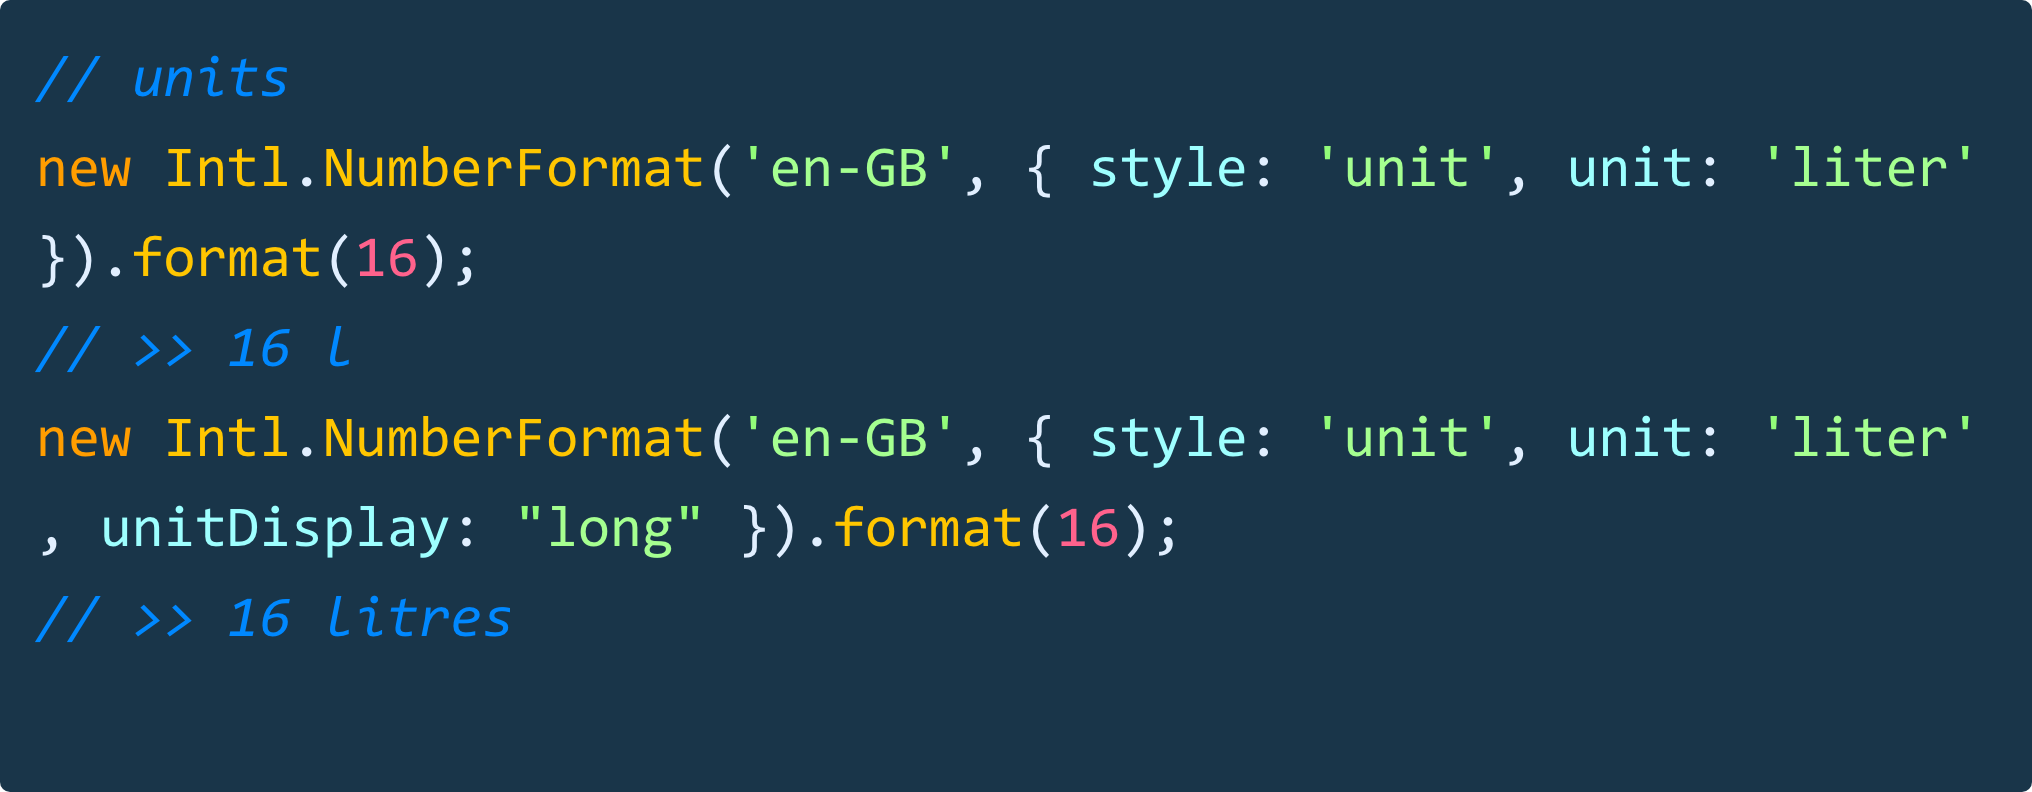 // units
new Intl.NumberFormat('en-GB', { style: 'unit', unit: 'liter'
}).format(16);
// >> 16 l
new Intl.NumberFormat('en-GB', { style: 'unit', unit: 'liter'
, unitDisplay: "long" }).format(16);
// >> 16 litres